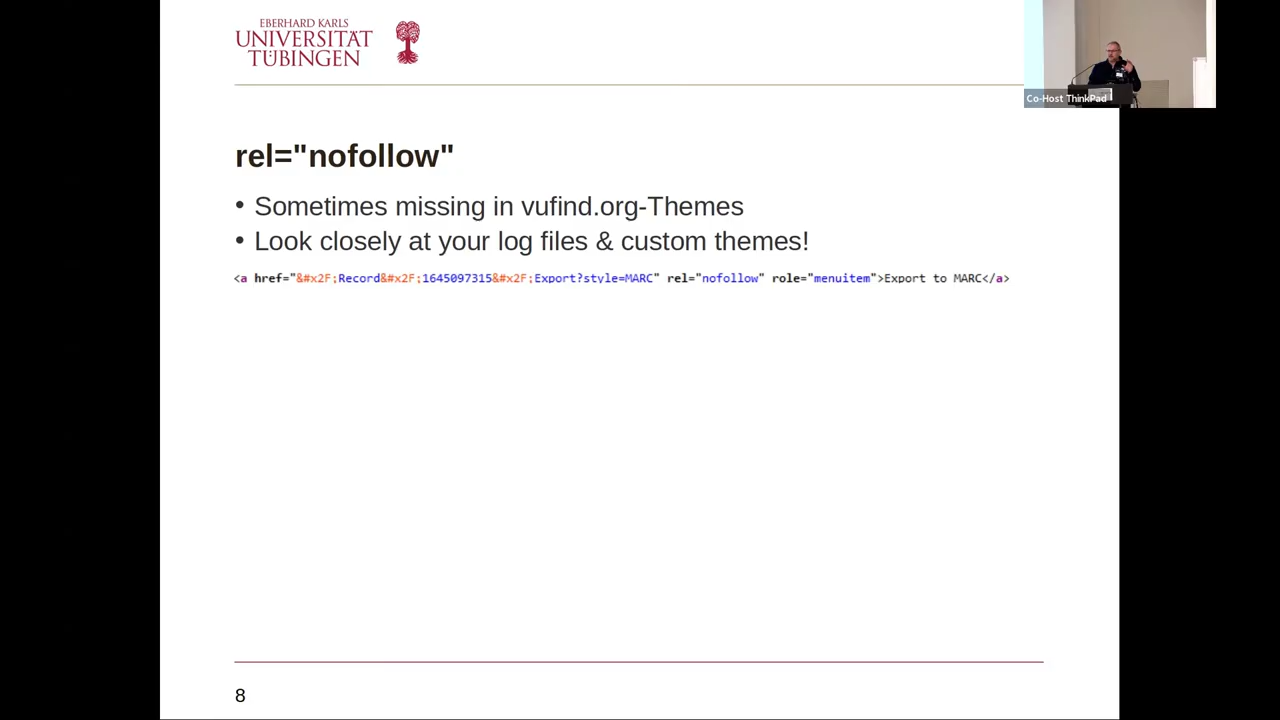 EBERHARD KARLS
UNIVERSITÄT
TÜBINGEN
Co-Host ThinkPad
rel="nofollow"
• Sometimes missing in vufind.org-Themes
• Look closely at your log files & custom themes!
<a href="&#x2F;Record&#x2F;1645097315&#x2F;Export?style=MARC" rel="nofollow" role="menuitem">Export to MARC</a>
8